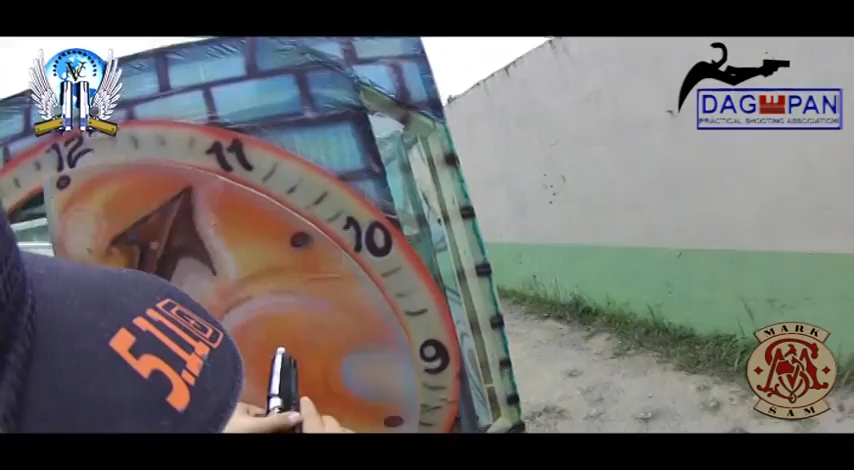 DAGUPAN
PRACTICAL SHOOTING ASSOCIATION
12
11
10
9
5.11
MARK
SAM